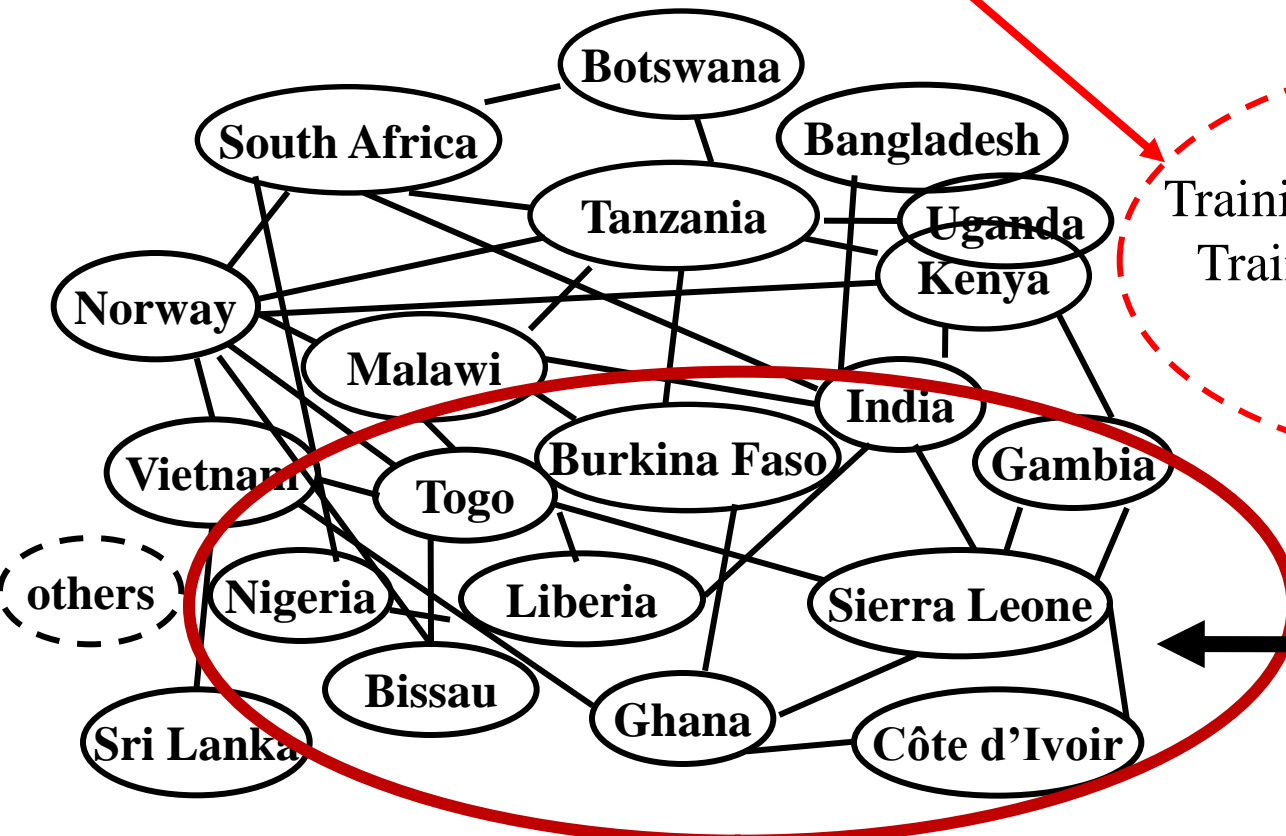 Botswana
South Africa
Bangladesh
Tanzania
Uganda
Kenya
Norway
Malawi
India
Burkina Faso
Gambia
Vietnam
Togo
others
Nigeria
Liberia
Sierra Leone
Bissau
Ghana
Sri Lanka
Côte d’Ivoir